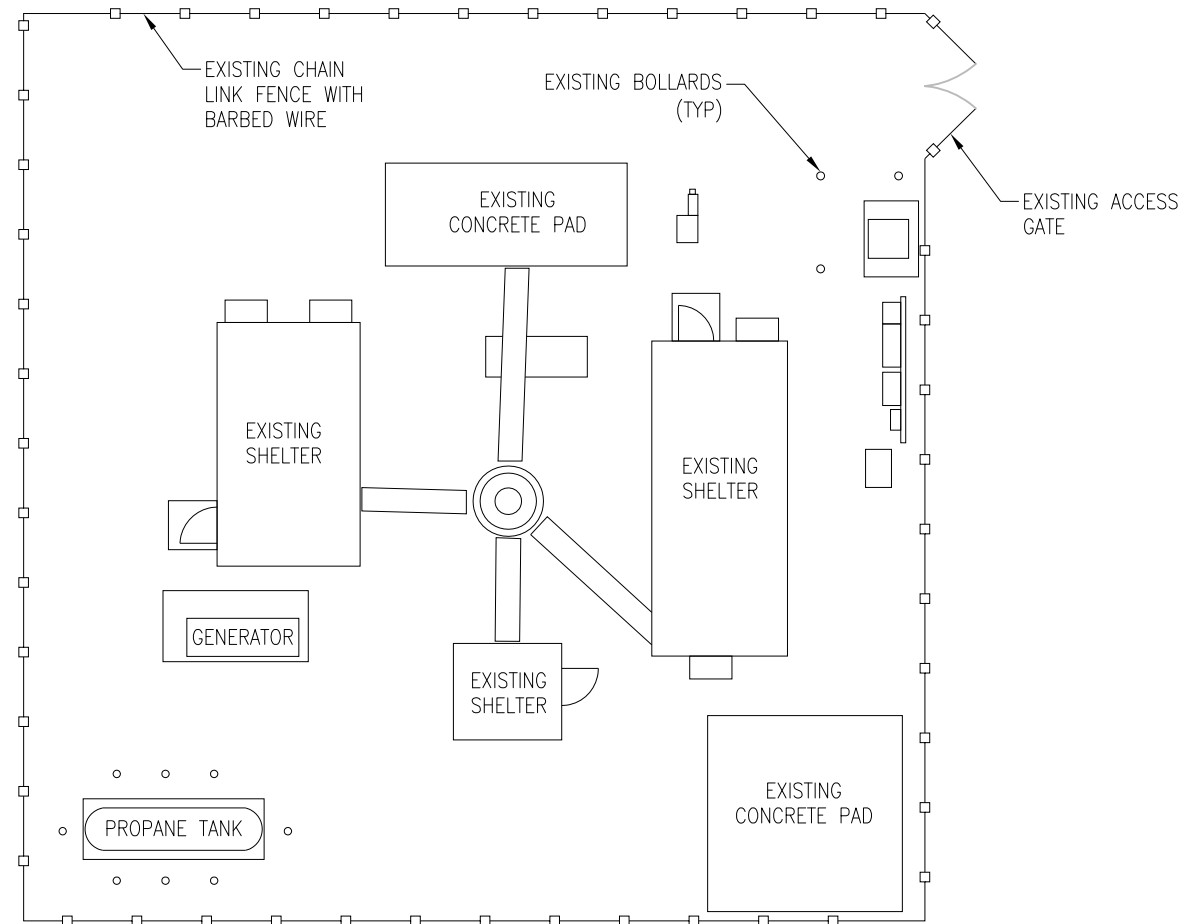 EXISTING CHAIN
LINK FENCE WITH
BARBED WIRE
EXISTING BOLLARDS
(TYP)
EXISTING ACCESS
GATE
EXISTING
CONCRETE PAD
EXISTING
SHELTER
EXISTING
SHELTER
GENERATOR
EXISTING
SHELTER
PROPANE TANK
EXISTING
CONCRETE PAD